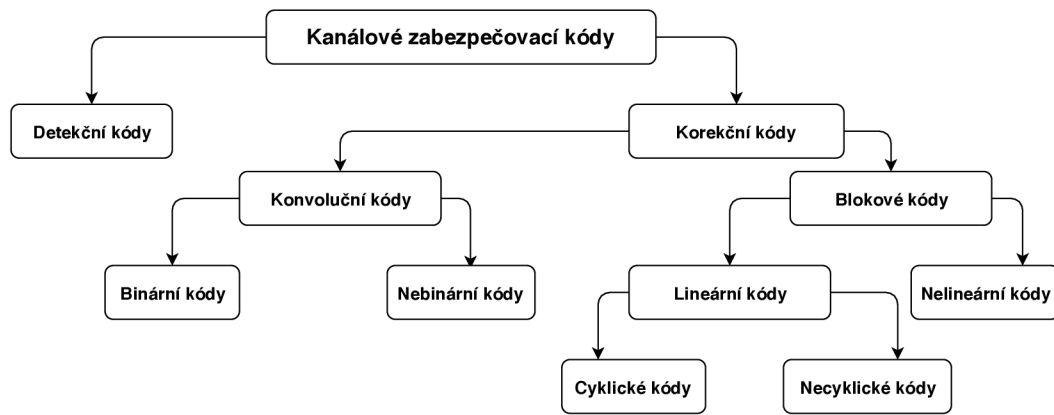 Kanálové zabezpečovací kódy
Detekční kódy
Korekční kódy
Konvoluční kódy
Blokové kódy
Binární kódy
Nebinární kódy
Lineární kódy
Nelineární kódy
Cyklické kódy
Necyklické kódy